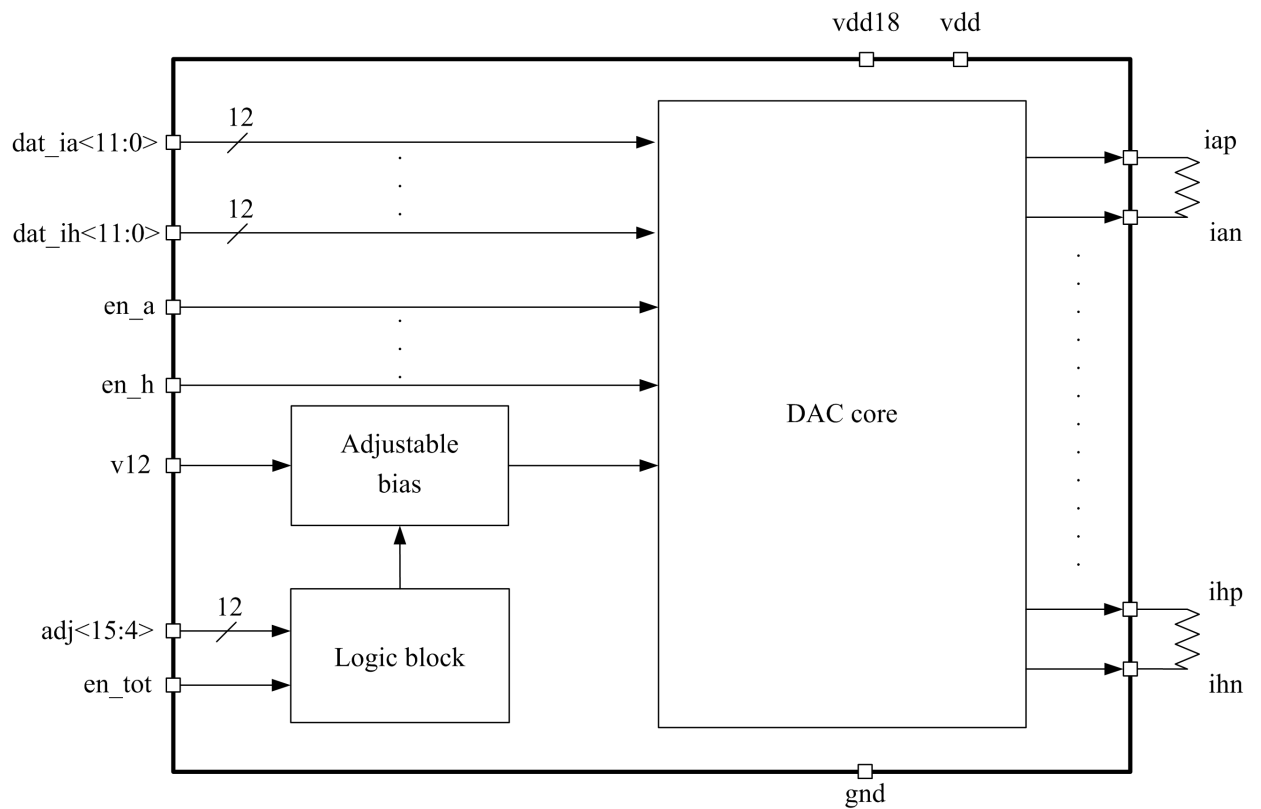 vdd18 vdd
12
dat_ia<11:0>
iap
12
dat_ih<11:0>
ian
en_a
en_h
DAC core
Adjustable
bias
v12
12
adj<15:4>
ihp
Logic block
en_tot
ihn
gnd